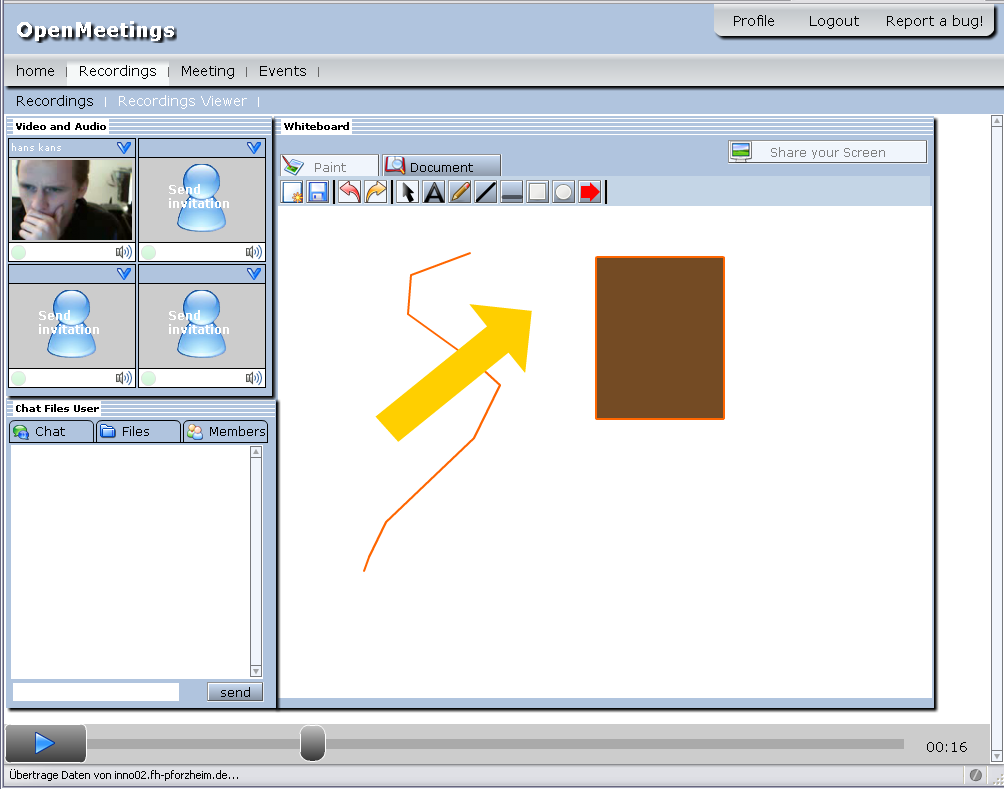 OpenMeetings
Profile Logout Report a bug!
home | Recordings | Meeting | Events |
Recordings | Recordings Viewer |
Video and Audio
hans kans
Send
invitation
Send
invitation
Send
invitation
Chat Files User
Chat Files Members
send
Whiteboard
Share your Screen
Paint Document
00:16
Übertrage Daten von inno02.fh-pforzheim.de...